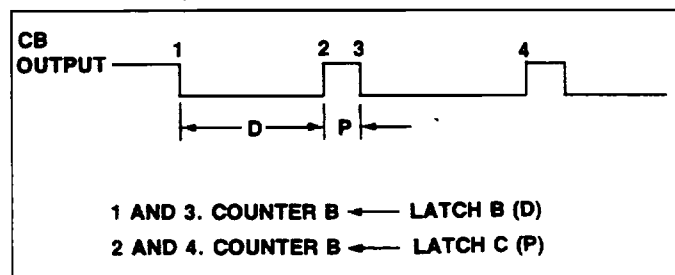 CB
OUTPUT
1 2 3 4
D P
1 AND 3. COUNTER B ← LATCH B (D)
2 AND 4. COUNTER B ← LATCH C (P)